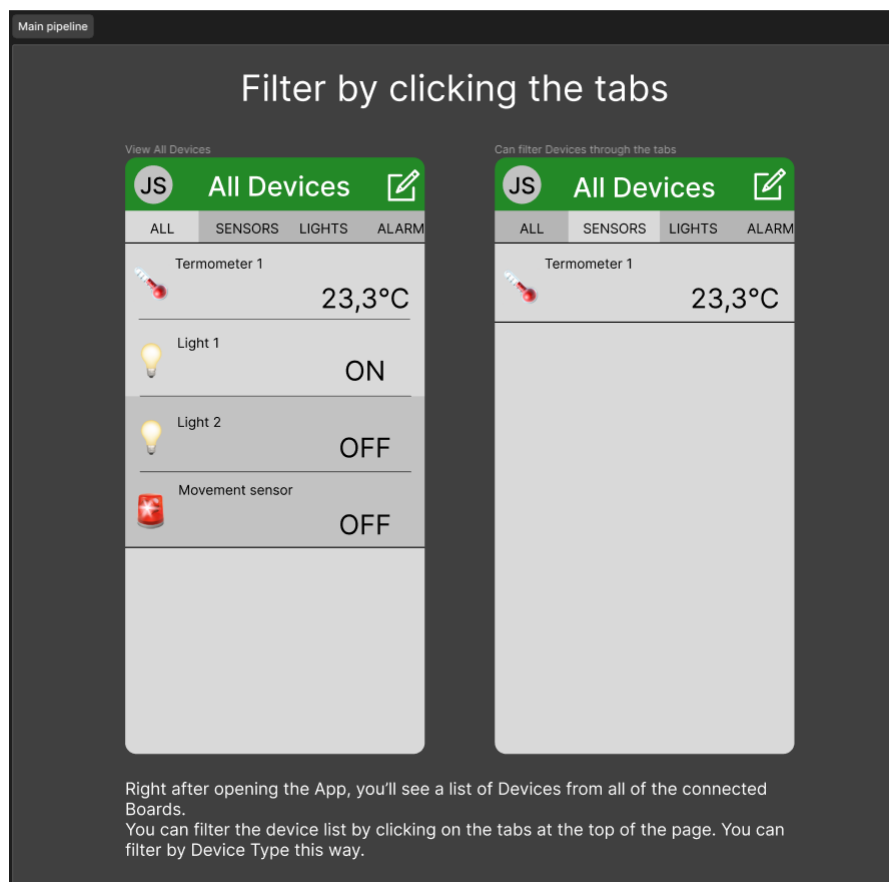 Main pipeline
Filter by clicking the tabs
View All Devices
JS All Devices
ALL SENSORS LIGHTS ALARM
Termometer 1
23,3°C
Light 1
ON
Light 2
OFF
Movement sensor
OFF
Can filter Devices through the tabs
JS All Devices
ALL SENSORS LIGHTS ALARM
Termometer 1
23,3°C
Right after opening the App, you'll see a list of Devices from all of the connected
Boards.
You can filter the device list by clicking on the tabs at the top of the page. You can
filter by Device Type this way.